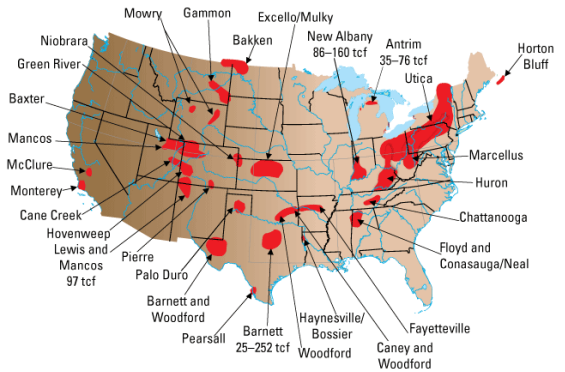 Mowry
Gammon
Excello/Mulky
Niobrara
Bakken
New Albany
86–160 tcf
Antrim
35–76 tcf
Horton
Bluff
Green River
Utica
Baxter
Mancos
McClure
Marcellus
Monterey
Huron
Cane Creek
Chattanooga
Hovenweep
Lewis and
Mancos
97 tcf
Pierre
Floyd and
Conasauga/Neal
Palo Duro
Barnett and
Woodford
Pearsall
Barnett
25–252 tcf
Haynesville/
Bossier
Woodford
Fayetteville
Caney and
Woodford